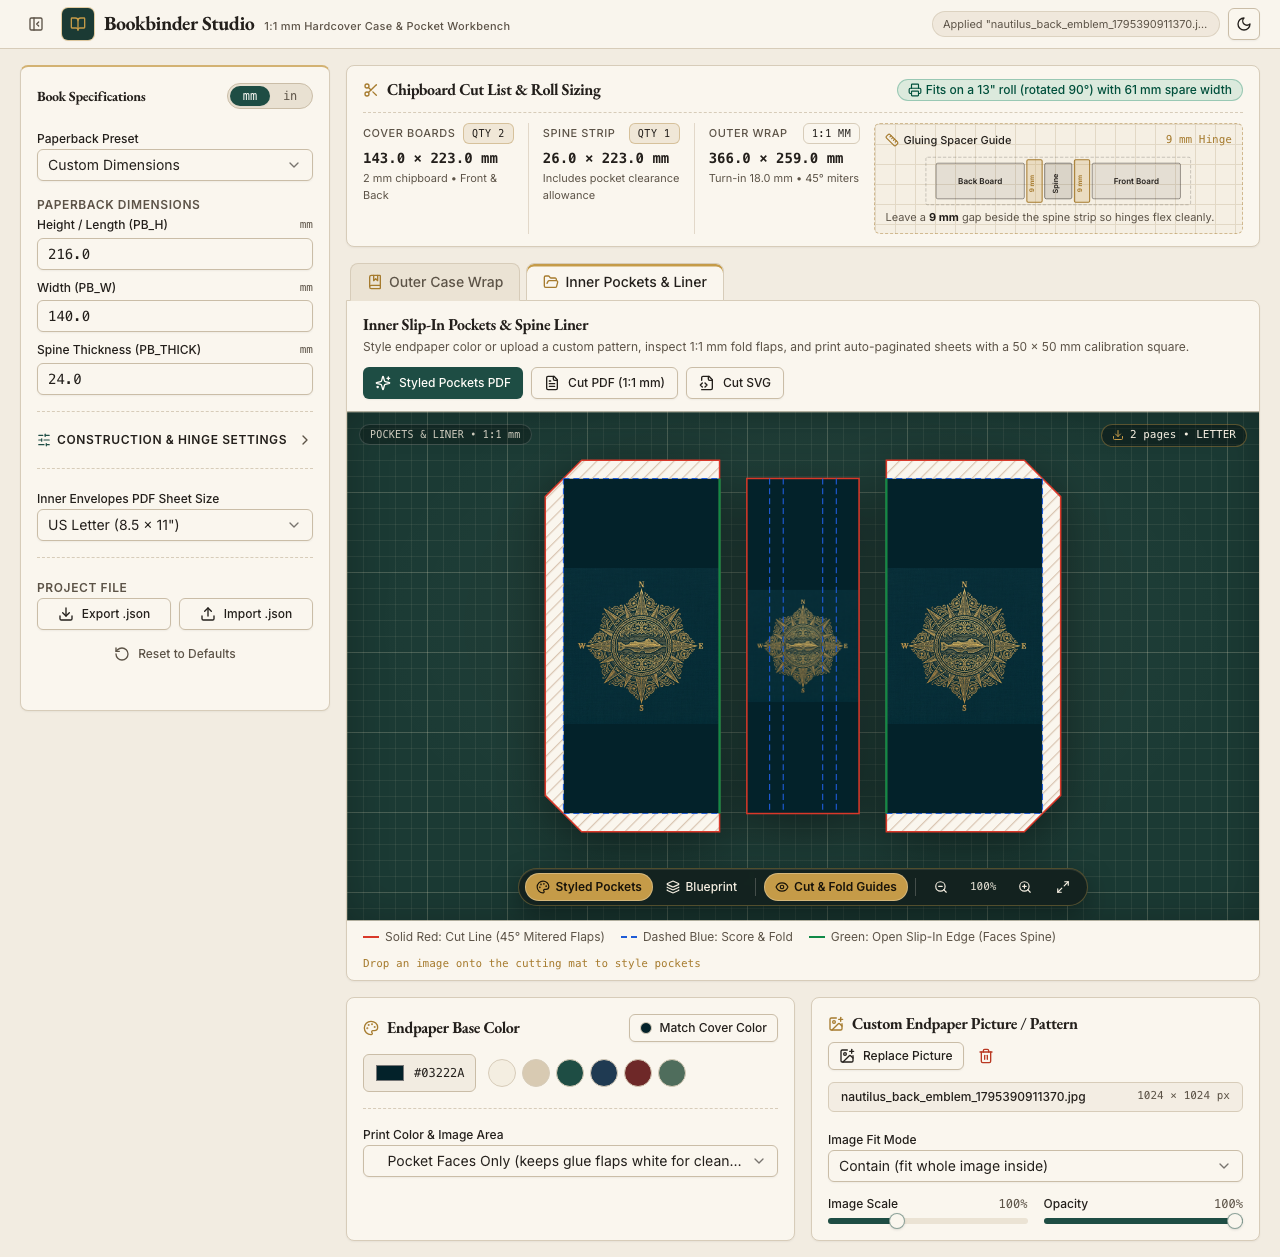 Bookbinder Studio 1:1 mm Hardcover Case & Pocket Workbench
Applied "nautilus_back_emblem_1795390911370.j...
Book Specifications
mm in
Paperback Preset
Custom Dimensions
PAPERBACK DIMENSIONS
Height / Length (PB_H) mm
216.0
Width (PB_W) mm
140.0
Spine Thickness (PB_THICK) mm
24.0
CONSTRUCTION & HINGE SETTINGS
Inner Envelopes PDF Sheet Size
US Letter (8.5 × 11")
PROJECT FILE
Export .json
Import .json
Reset to Defaults
Chipboard Cut List & Roll Sizing
Fits on a 13" roll (rotated 90°) with 61 mm spare width
COVER BOARDS QTY 2
143.0 × 223.0 mm
2 mm chipboard • Front &
Back
SPINE STRIP QTY 1
26.0 × 223.0 mm
Includes pocket clearance
allowance
OUTER WRAP 1:1 MM
366.0 × 259.0 mm
Turn-in 18.0 mm • 45° miters
Gluing Spacer Guide 9 mm Hinge
Back Board 9 mm Spine 9 mm Front Board
Leave a 9 mm gap beside the spine strip so hinges flex cleanly.
Outer Case Wrap
Inner Pockets & Liner
Inner Slip-In Pockets & Spine Liner
Style endpaper color or upload a custom pattern, inspect 1:1 mm fold flaps, and print auto-paginated sheets with a 50 × 50 mm calibration square.
Styled Pockets PDF
Cut PDF (1:1 mm)
Cut SVG
POCKETS & LINER • 1:1 mm
2 pages • LETTER
N
W E
S
N
W E
S
N
W E
S
Styled Pockets
Blueprint
Cut & Fold Guides
100%
Solid Red: Cut Line (45° Mitered Flaps)
Dashed Blue: Score & Fold
Green: Open Slip-In Edge (Faces Spine)
Drop an image onto the cutting mat to style pockets
Endpaper Base Color
Match Cover Color
#03222A
Print Color & Image Area
Pocket Faces Only (keeps glue flaps white for clean...
Custom Endpaper Picture / Pattern
Replace Picture
nautilus_back_emblem_1795390911370.jpg 1024 × 1024 px
Image Fit Mode
Contain (fit whole image inside)
Image Scale 100%
Opacity 100%